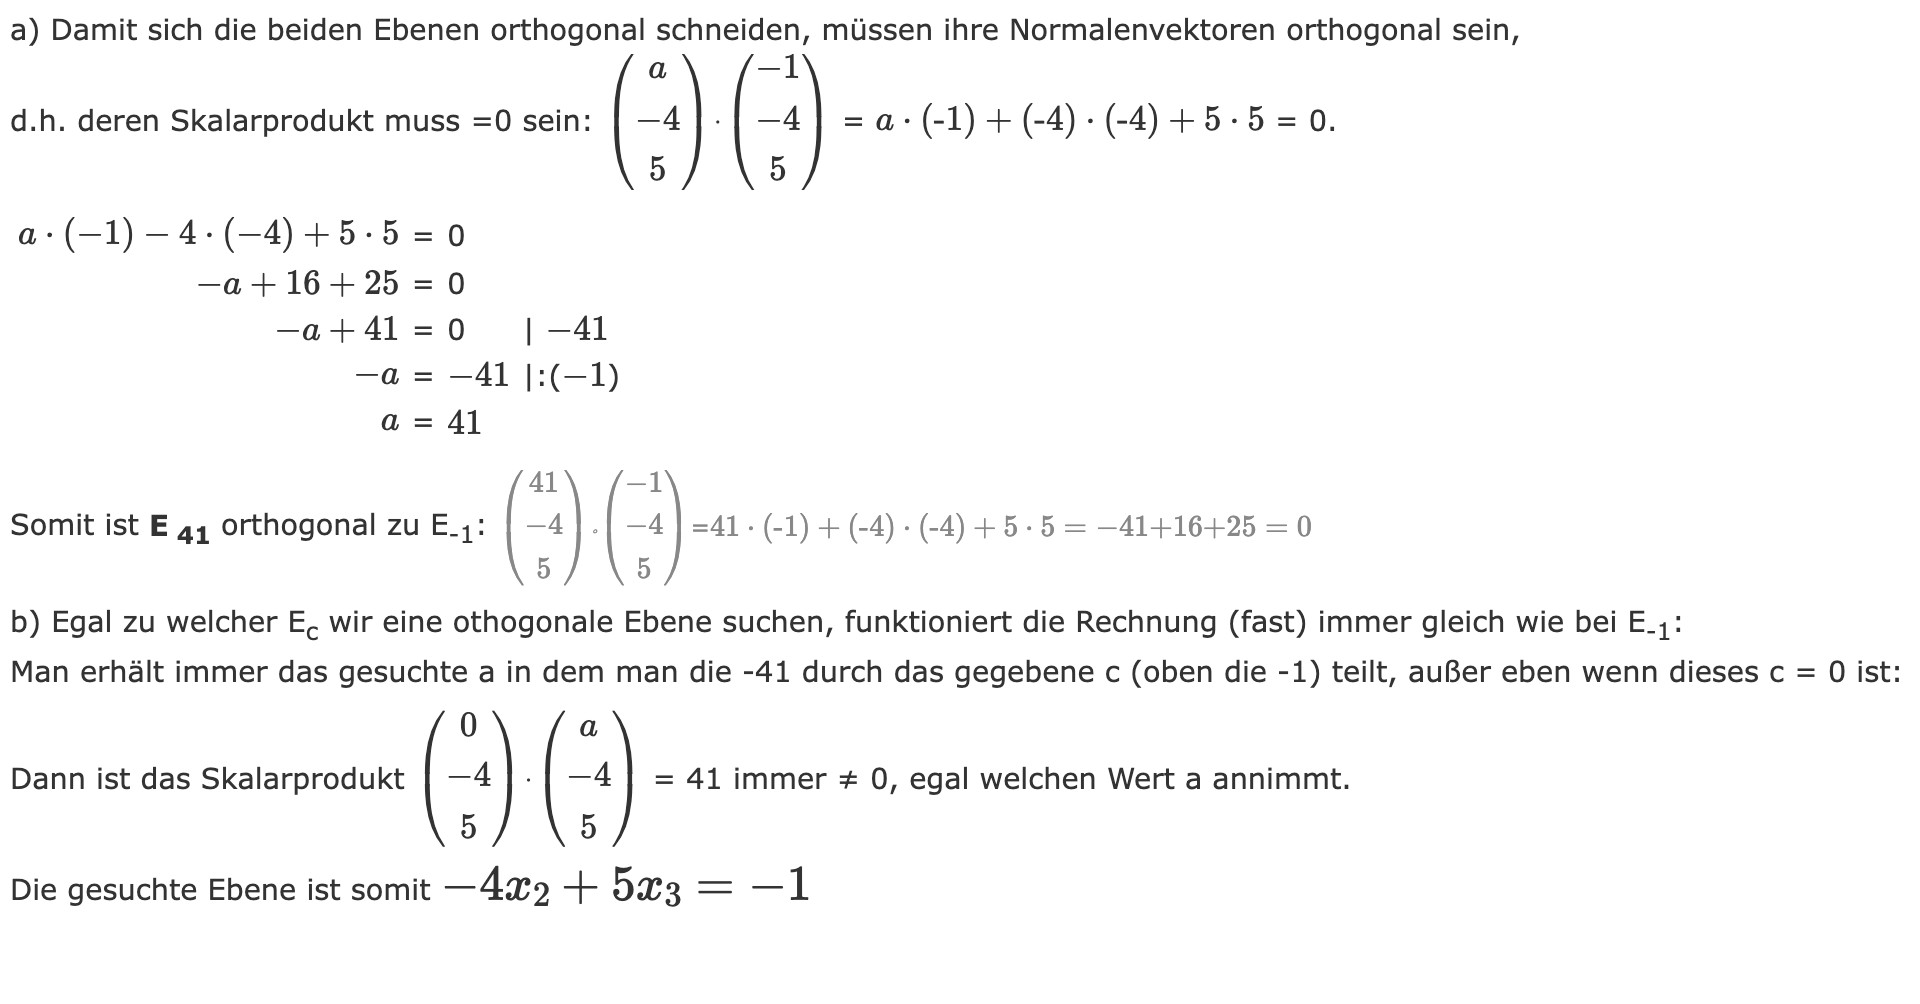 a) Damit sich die beiden Ebenen orthogonal schneiden, müssen ihre Normalenvektoren orthogonal sein,
d.h. deren Skalarprodukt muss =0 sein: (a −4 5) · (−1 −4 5) = a · (-1) + (-4) · (-4) + 5 · 5 = 0.
a · (−1) − 4 · (−4) + 5 · 5 = 0
−a + 16 + 25 = 0
−a + 41 = 0 | −41
−a = −41 |:(−1)
a = 41
Somit ist E 41 orthogonal zu E-1: (41 −4 5) ∘ (−1 −4 5) =41 · (-1) + (-4) · (-4) + 5 · 5 = −41+16+25 = 0
b) Egal zu welcher Ec wir eine othogonale Ebene suchen, funktioniert die Rechnung (fast) immer gleich wie bei E-1:
Man erhält immer das gesuchte a in dem man die -41 durch das gegebene c (oben die -1) teilt, außer eben wenn dieses c = 0 ist:
Dann ist das Skalarprodukt (0 −4 5) · (a −4 5) = 41 immer ≠ 0, egal welchen Wert a annimmt.
Die gesuchte Ebene ist somit −4x₂ + 5x₃ = −1